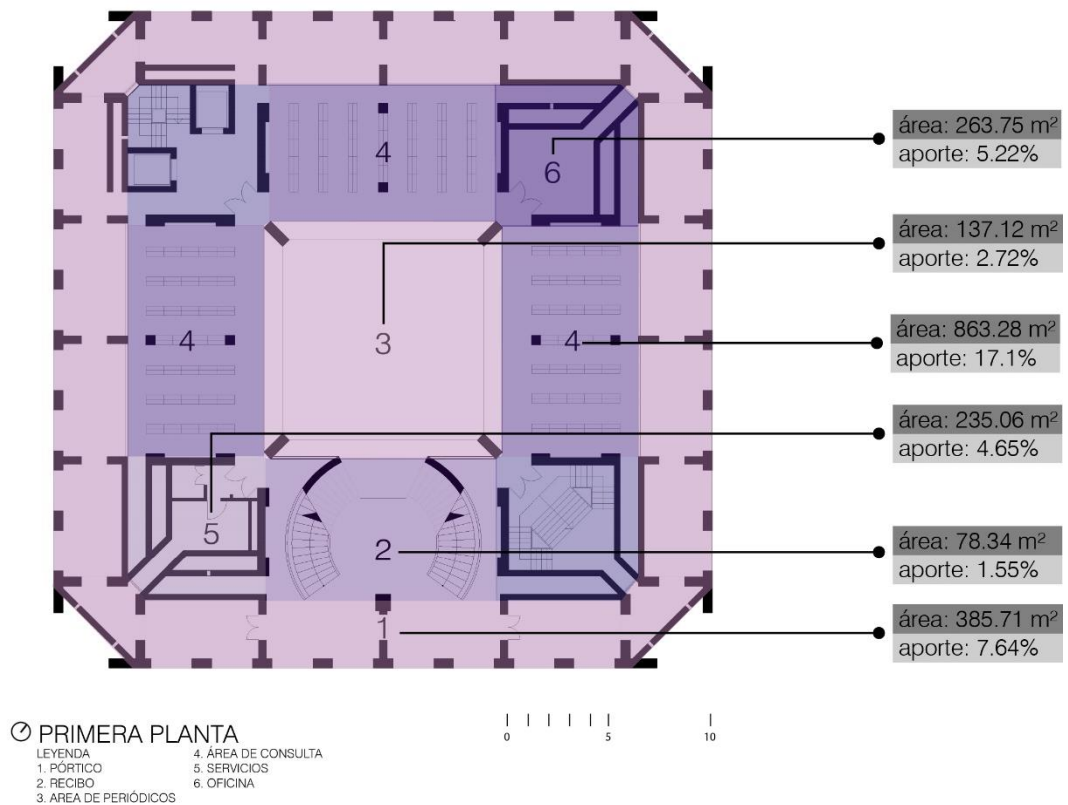 4
6
4
3
4
5
2
1
área: 263.75 m²
aporte: 5.22%
área: 137.12 m²
aporte: 2.72%
área: 863.28 m²
aporte: 17.1%
área: 235.06 m²
aporte: 4.65%
área: 78.34 m²
aporte: 1.55%
área: 385.71 m²
aporte: 7.64%
PRIMERA PLANTA
LEYENDA
1. PÓRTICO
2. RECIBO
3. AREA DE PERIÓDICOS
4. ÁREA DE CONSULTA
5. SERVICIOS
6. OFICINA
0 5 10